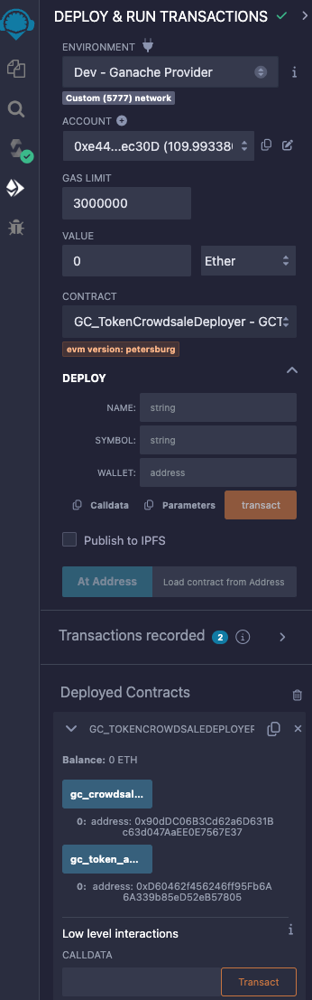 DEPLOY & RUN TRANSACTIONS
ENVIRONMENT
Dev - Ganache Provider
Custom (5777) network
ACCOUNT
0xe44...ec30D (109.99338
GAS LIMIT
3000000
VALUE
0
Ether
CONTRACT
GC_TokenCrowdsaleDeployer - GCT
evm version: petersburg
DEPLOY
NAME: string
SYMBOL: string
WALLET: address
Calldata Parameters transact
Publish to IPFS
At Address Load contract from Address
Transactions recorded 2 i
Deployed Contracts
GC_TOKENCROWDSALEDEPLOYER
Balance: 0 ETH
gc_crowdsal...
0: address: 0x90dDC06B3Cd62a6D631B
c63d047AaEE0E7567E37
gc_token_a...
0: address: 0xD60462f456246ff95Fb6A
6A339b85eD52eB57805
Low level interactions
CALLDATA
Transact